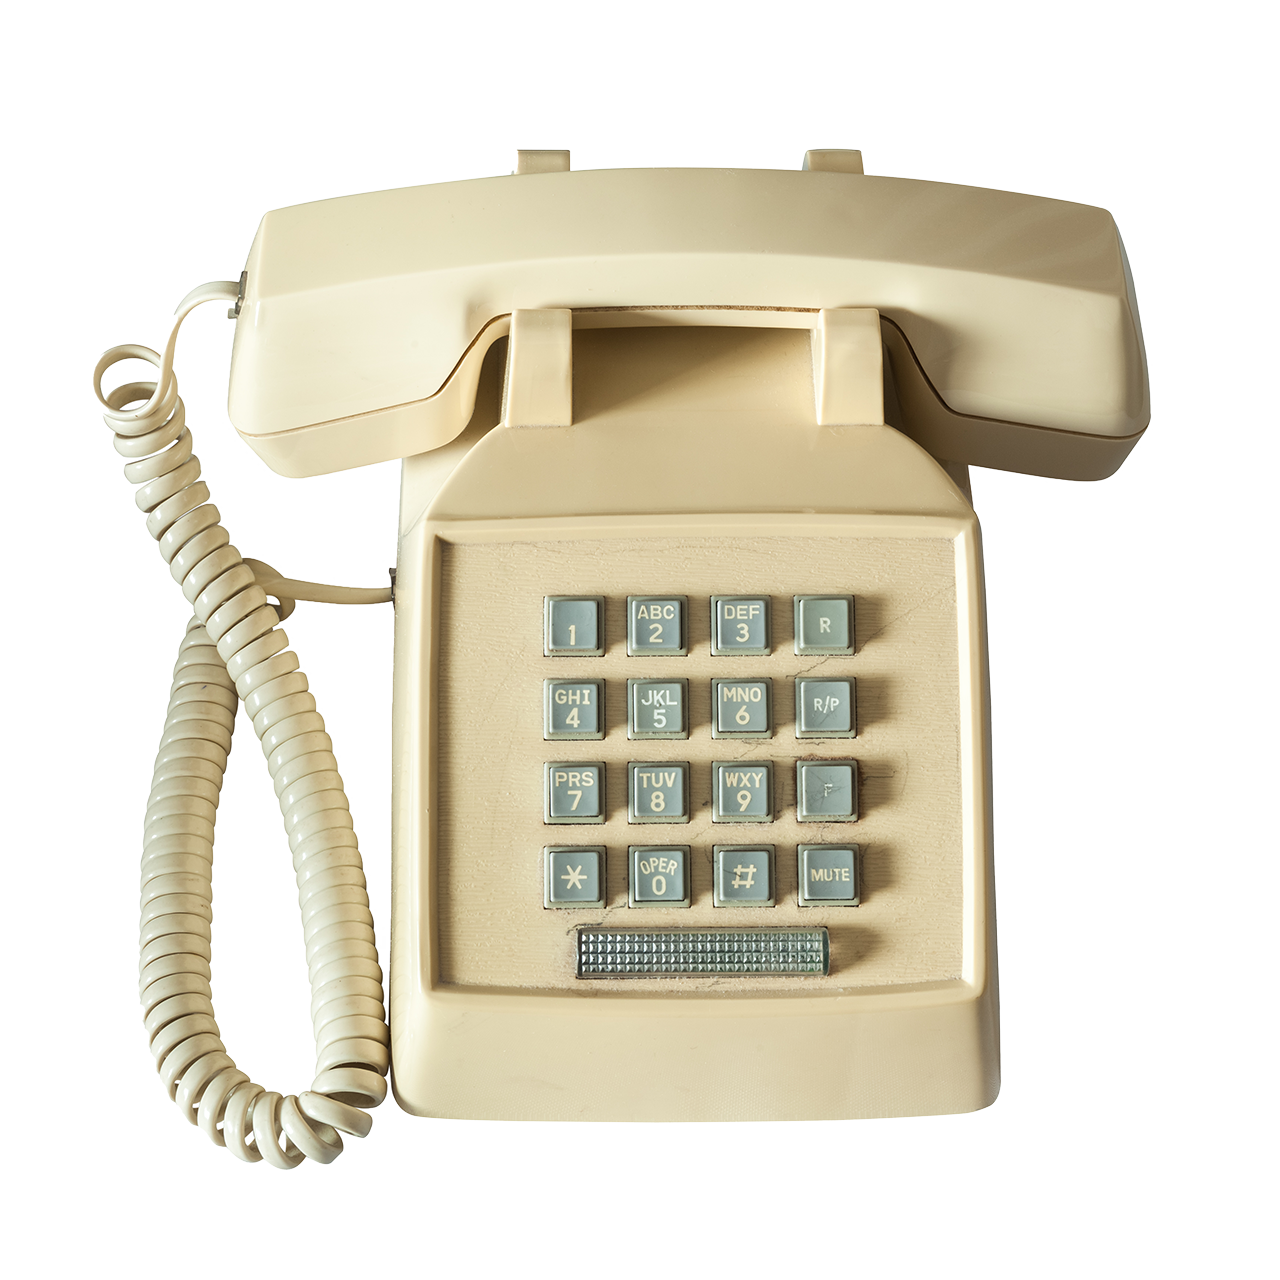 1 ABC 2 DEF 3 R
GHI 4 JKL 5 MNO 6 R/P
PRS 7 TUV 8 WXY 9 F
* OPER 0 # MUTE